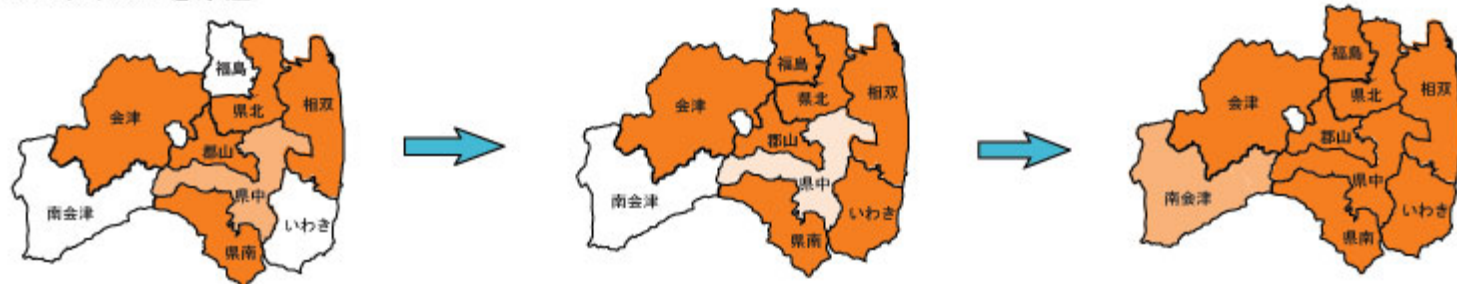 福島
会津
県北
相双
郡山
県中
南会津
いわき
県南
福島
会津
県北
相双
郡山
県中
南会津
いわき
県南
福島
会津
県北
相双
郡山
県中
南会津
いわき
県南